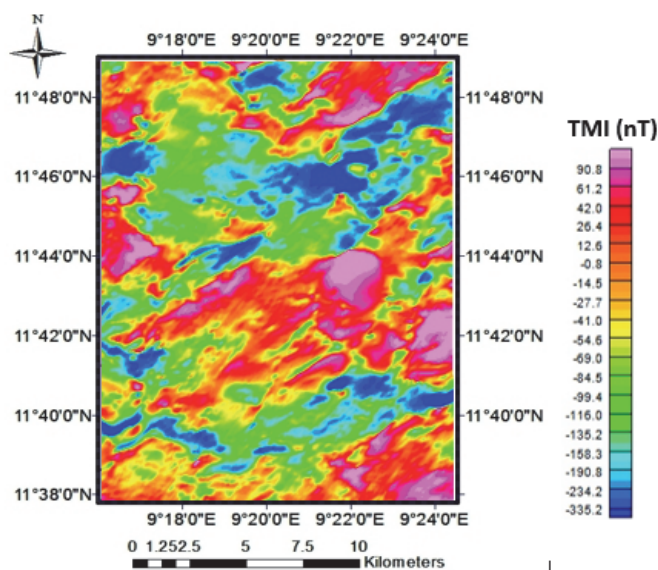 N
9°18'0"E 9°20'0"E 9°22'0"E 9°24'0"E
11°48'0"N 11°48'0"N
11°46'0"N 11°46'0"N
11°44'0"N 11°44'0"N
11°42'0"N 11°42'0"N
11°40'0"N 11°40'0"N
11°38'0"N 11°38'0"N
9°18'0"E 9°20'0"E 9°22'0"E 9°24'0"E
0 1.252.5 5 7.5 10
Kilometers
TMI (nT)
90.8
61.2
42.0
26.4
12.6
-0.8
-14.5
-27.7
-41.0
-54.6
-69.0
-84.5
-99.4
-116.0
-135.2
-158.3
-190.8
-234.2
-335.2